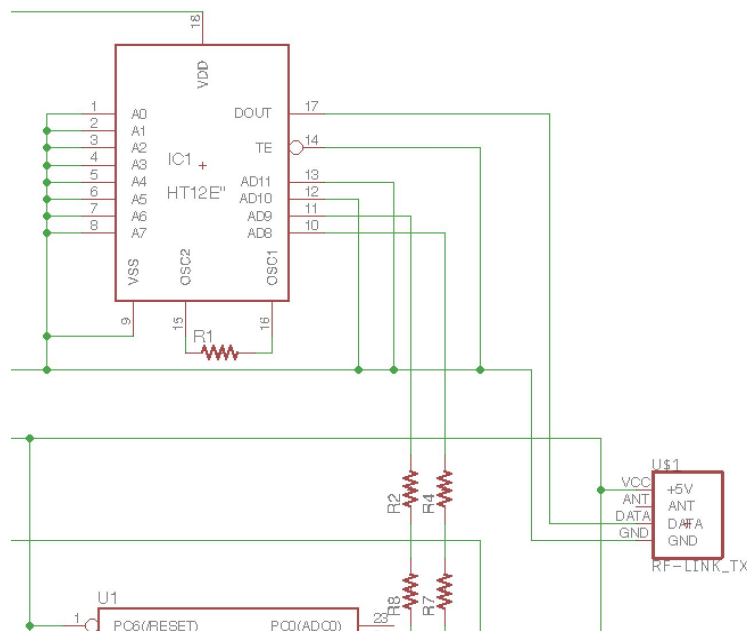 18
VDD
1 A0 DOUT 17
2 A1
3 A2 TE 14
4 A3
IC1
5 A4 AD11 13
HT12E"
6 A5 AD10 12
7 A6 AD9 11
8 A7 AD8 10
VSS OSC2 OSC1
9 15 16
R1
R2 R4
U$1
VCC +5V
ANT ANT
DATA DATA
GND GND
RF-LINK_TX
R8 R7
U1
1 PC6(/RESET) PC0(ADC0) 23